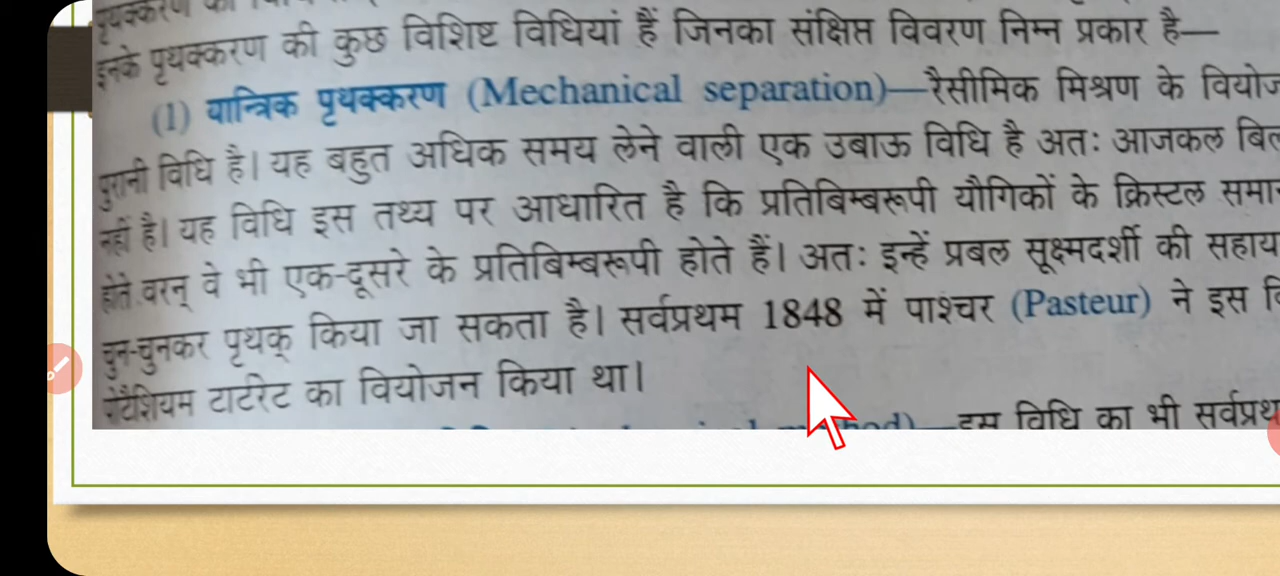 इनके पृथक्करण की कुछ विशिष्ट विधियां हैं जिनका संक्षिप्त विवरण निम्न प्रकार है—
(1) यान्त्रिक पृथक्करण (Mechanical separation)—रैसीमिक मिश्रण के
पुरानी विधि है। यह बहुत अधिक समय लेने वाली एक उबाऊ विधि है अतः आजकल
नहीं है। यह विधि इस तथ्य पर आधारित है कि प्रतिबिम्बरूपी यौगिकों के क्रिस्टल
होते वरन् वे भी एक-दूसरे के प्रतिबिम्बरूपी होते हैं। अतः इन्हें प्रबल सूक्ष्मदर्शी की
चुन-चुनकर पृथक् किया जा सकता है। सर्वप्रथम 1848 में पाश्चर (Pasteur) ने इस
पोटैशियम टार्टरेट का वियोजन किया था।
इस विधि का भी